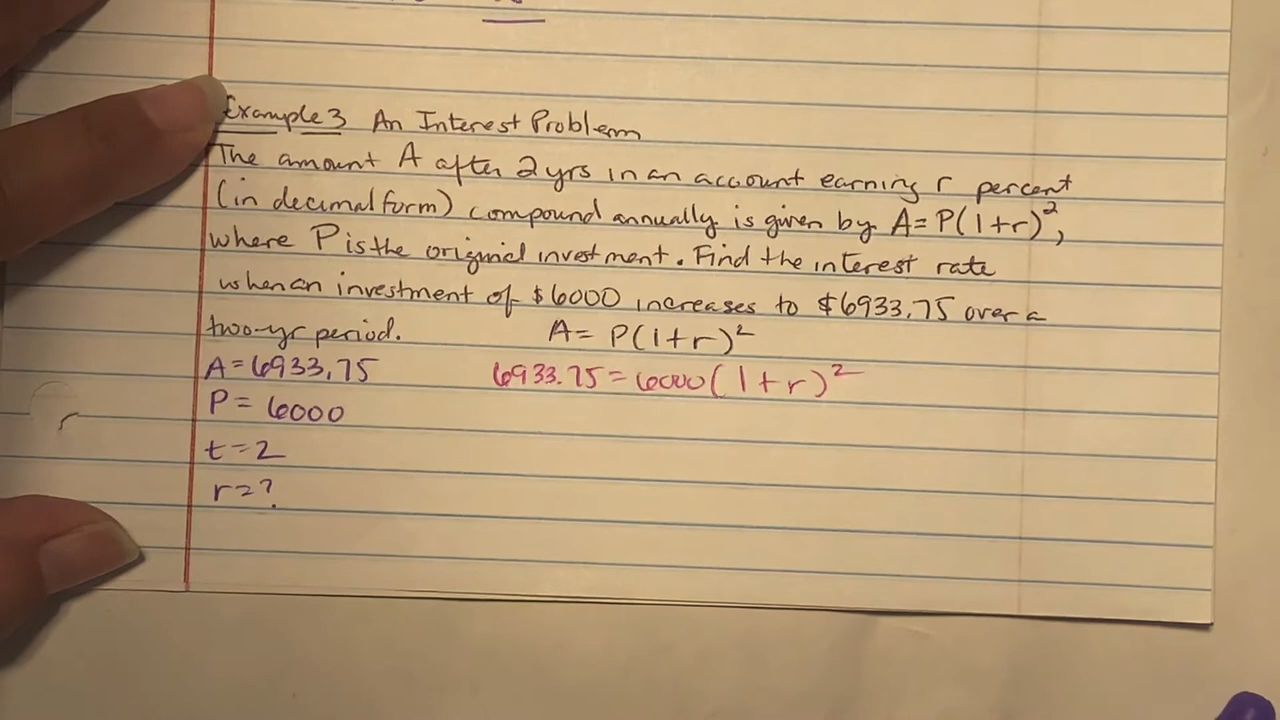 Example 3 An Interest Problem
The amount A after 2 yrs in an account earning r percent
(in decimal form) compound annually is given by A=P(1+r)²,
where P is the original investment. Find the interest rate
when an investment of $6000 increases to $6933.75 over a
two-yr period. A= P(1+r)²
A=6933.75 6933.75=6000(1+r)²
P= 6000
t=2
r=?